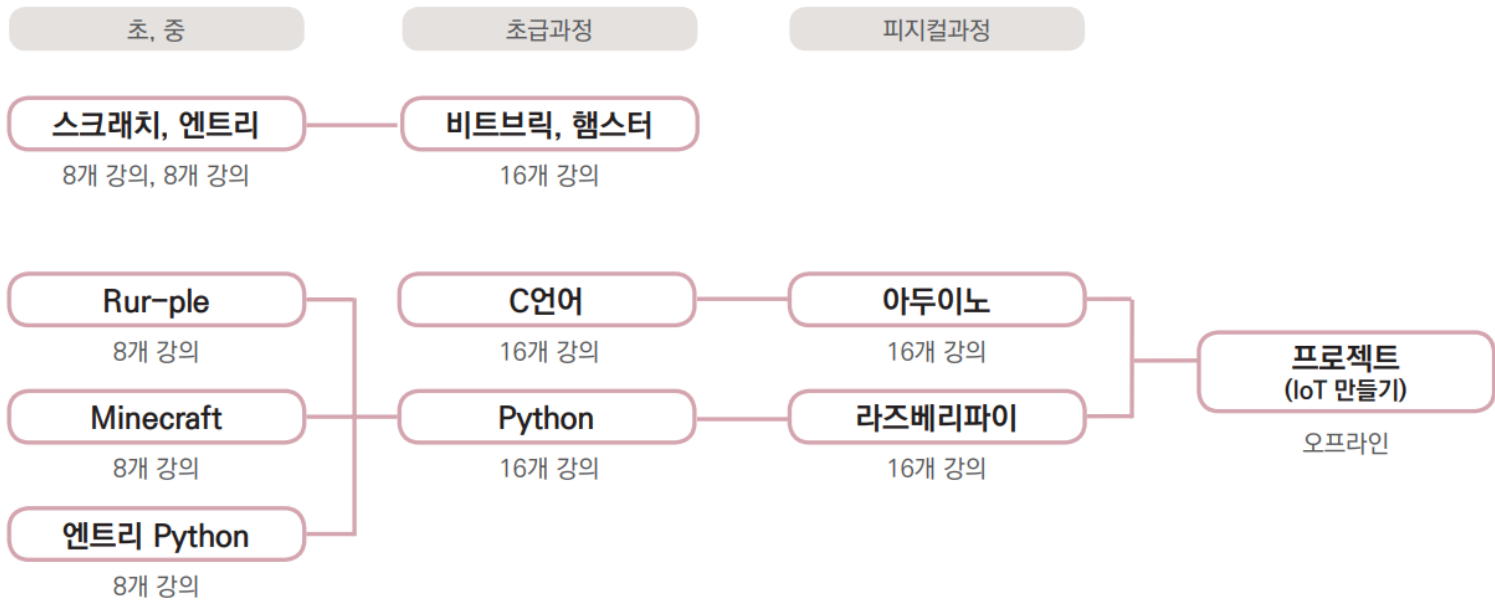 초, 중
초급과정
피지컬과정
스크래치, 엔트리
비트브릭, 햄스터
8개 강의, 8개 강의
16개 강의
Rur-ple
C언어
아두이노
8개 강의
16개 강의
16개 강의
프로젝트
(IoT 만들기)
오프라인
Minecraft
Python
라즈베리파이
8개 강의
16개 강의
16개 강의
엔트리 Python
8개 강의